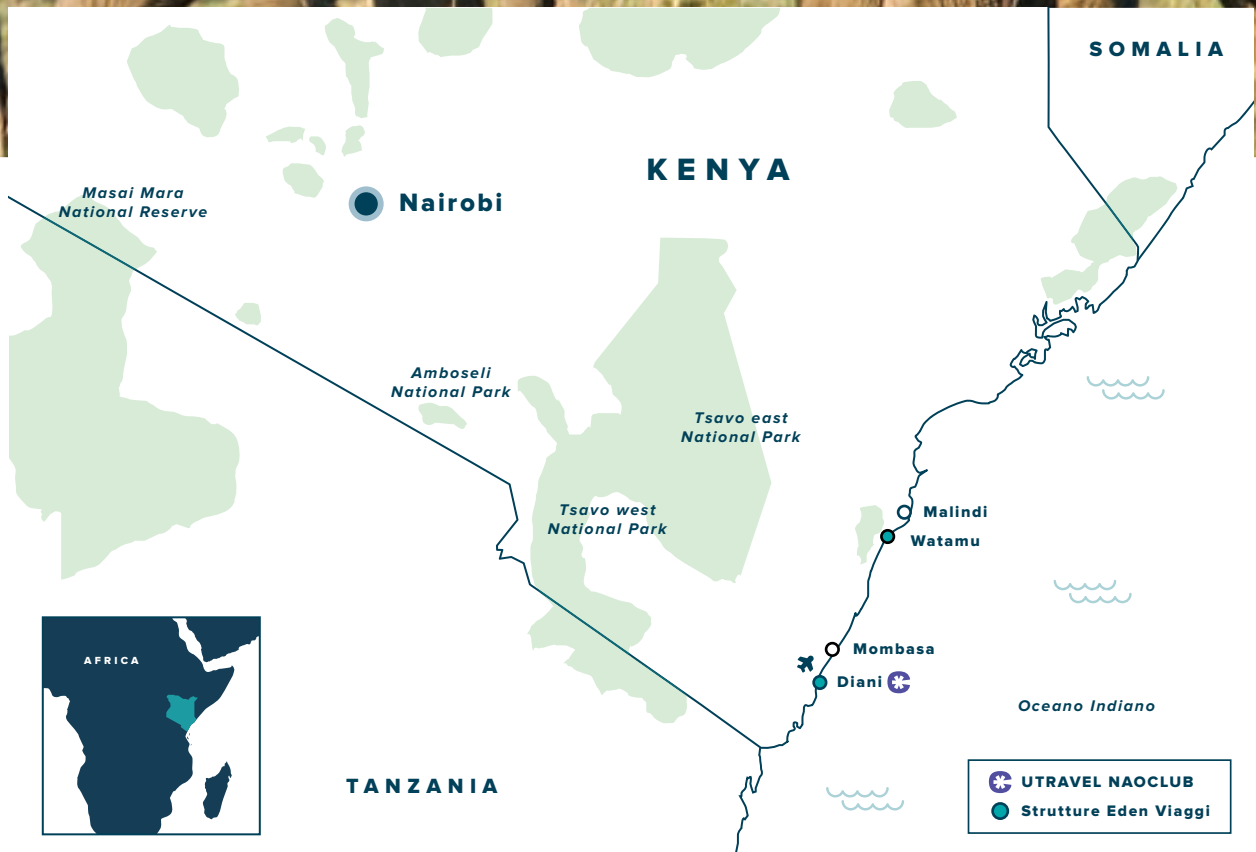 SOMALIA
KENYA
Masai Mara
National Reserve
Nairobi
Amboseli
National Park
Tsavo east
National Park
Tsavo west
National Park
Malindi
Watamu
Mombasa
Diani
AFRICA
Oceano Indiano
TANZANIA
UTRAVEL NAOCLUB
Strutture Eden Viaggi